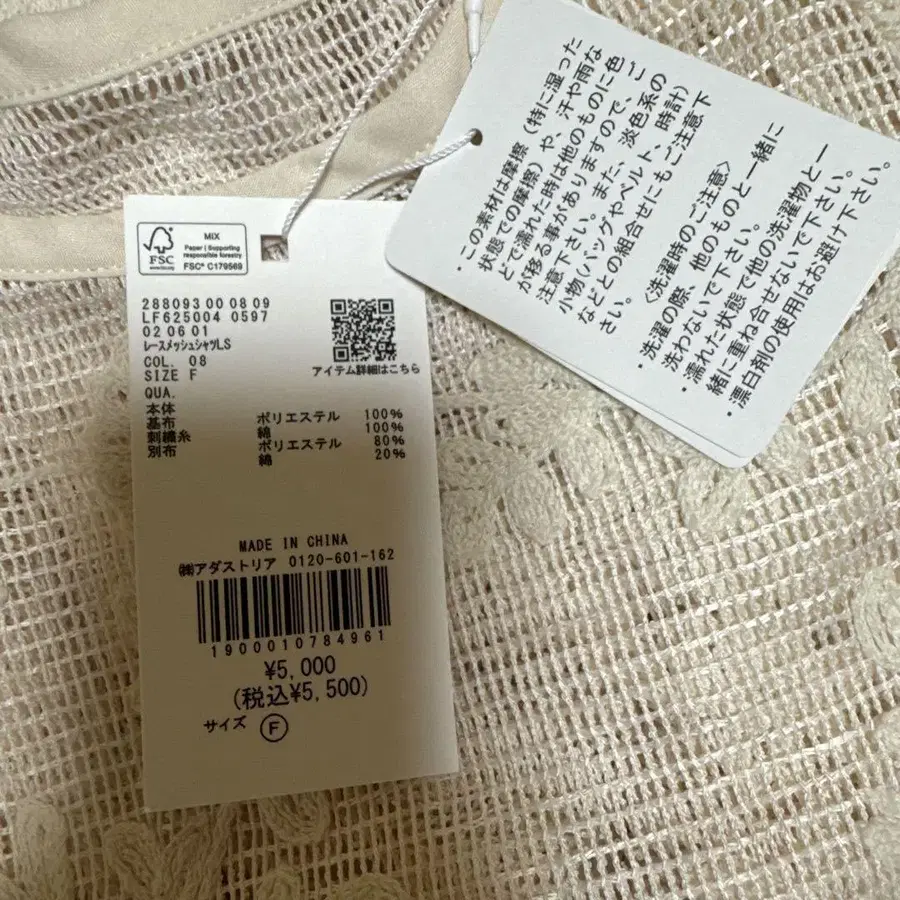 FSC
www.fsc.org
MIX
Paper | Supporting
responsible forestry
FSC® C179569
288093 00 08 09
LF625004 0597
02 06 01
レースメッシュシャツLS
COL. 08
SIZE F
QUA.
アイテム詳細はこちら
本体
基布 ポリエステル 100%
刺繍糸 綿 100%
別布 ポリエステル 80%
綿 20%
MADE IN CHINA
㈱アダストリア 0120-601-162
1900010784961
¥5,000
(税込¥5,500)
サイズ Ⓕ
・この素材は摩擦(特に湿った
状態での摩擦)や、汗や雨な
どで濡れた時は他のものに色
が移る事がありますので、ご
注意下さい。また、淡色系の
小物(バッグやベルト、時計)
などとの組合せにもご注意下
さい。
〈洗濯時のご注意〉
・洗濯の際、他のものと一緒に
洗わないで下さい。
・濡れた状態で他の洗濯物と一
緒に重ね合せないで下さい。
・漂白剤の使用はお避け下さい。